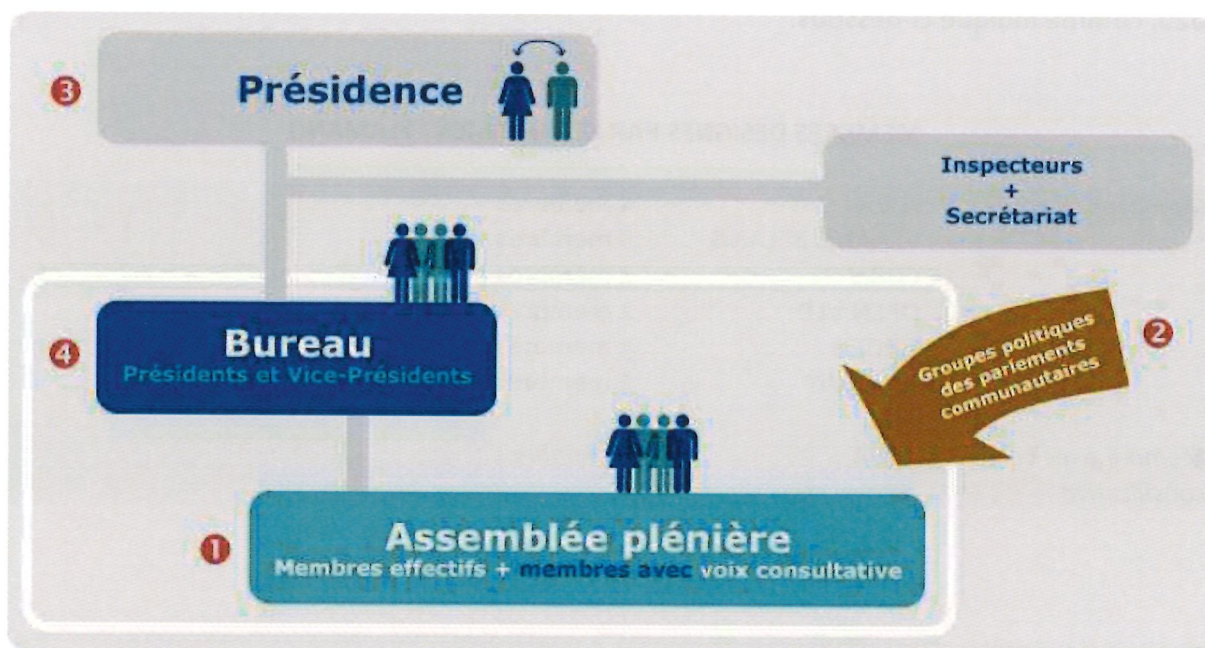 3
Présidence
Inspecteurs
+
Secrétariat
4
Bureau
Présidents et Vice-Présidents
2
Groupes politiques
des parlements
communautaires
1
Assemblée plénière
Membres effectifs + membres avec voix consultative